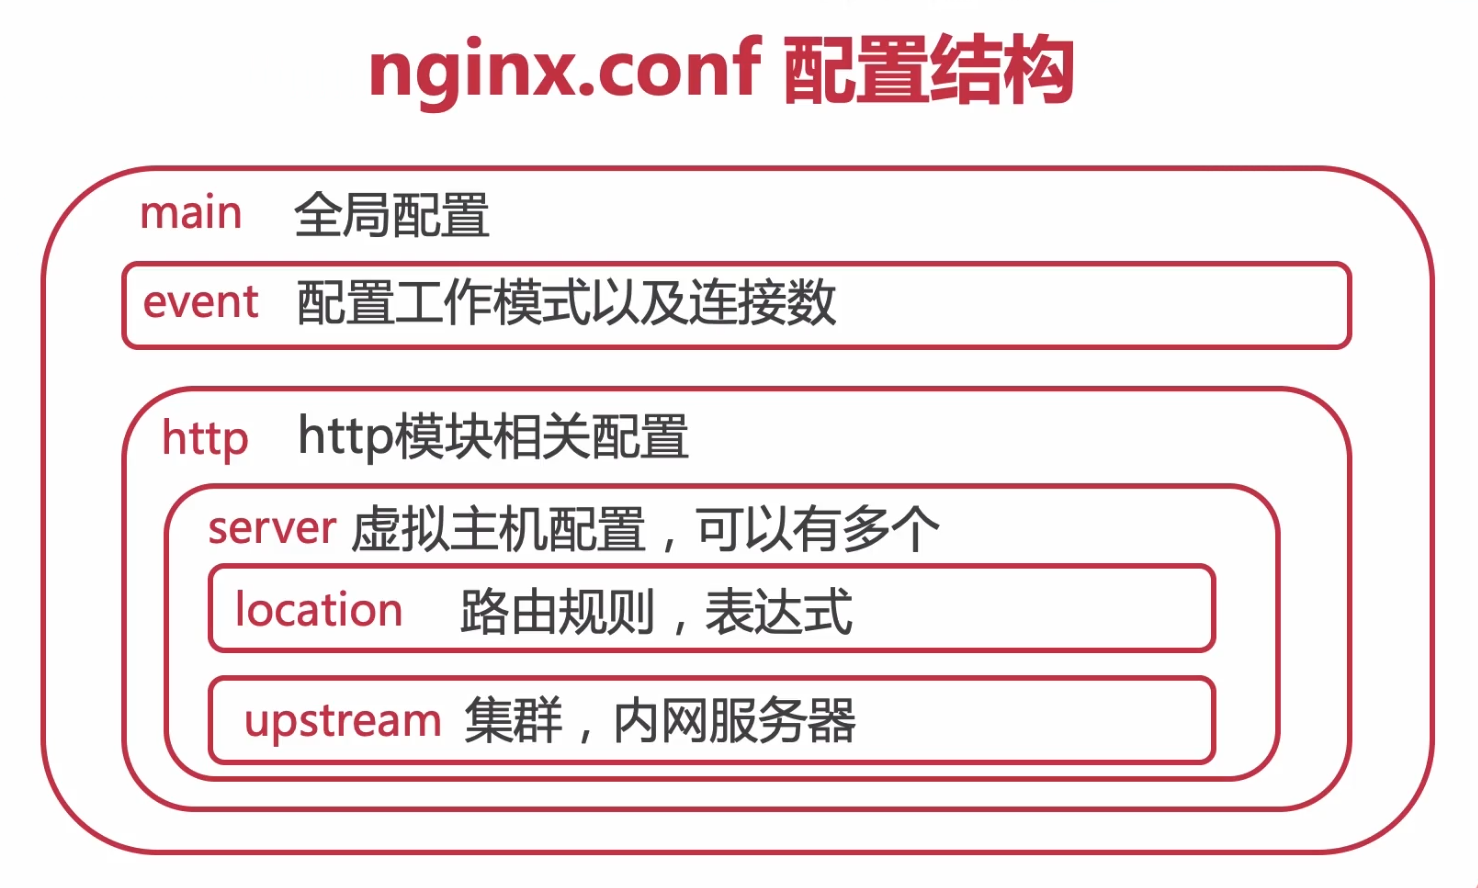 nginx.conf 配置结构
main 全局配置
event 配置工作模式以及连接数
http http模块相关配置
server 虚拟主机配置，可以有多个
location 路由规则，表达式
upstream 集群，内网服务器